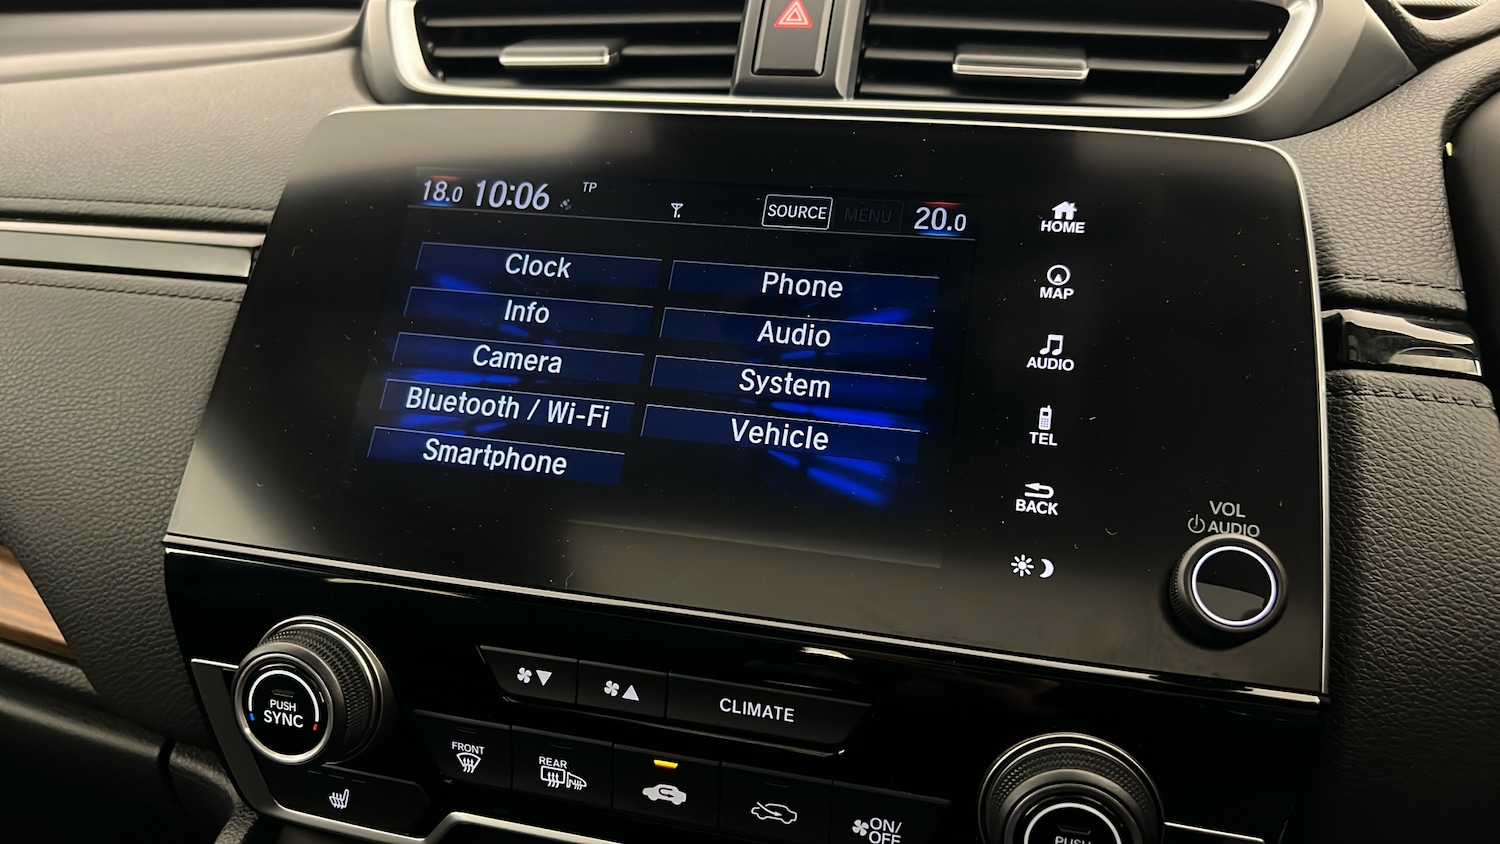 18.0 10:06 TP SOURCE MENU 20.0
Clock
Info
Camera
Bluetooth / Wi-Fi
Smartphone
Phone
Audio
System
Vehicle
HOME
MAP
AUDIO
TEL
BACK
VOL
AUDIO
PUSH
SYNC
CLIMATE
FRONT
REAR
ON/
OFF
PUSH